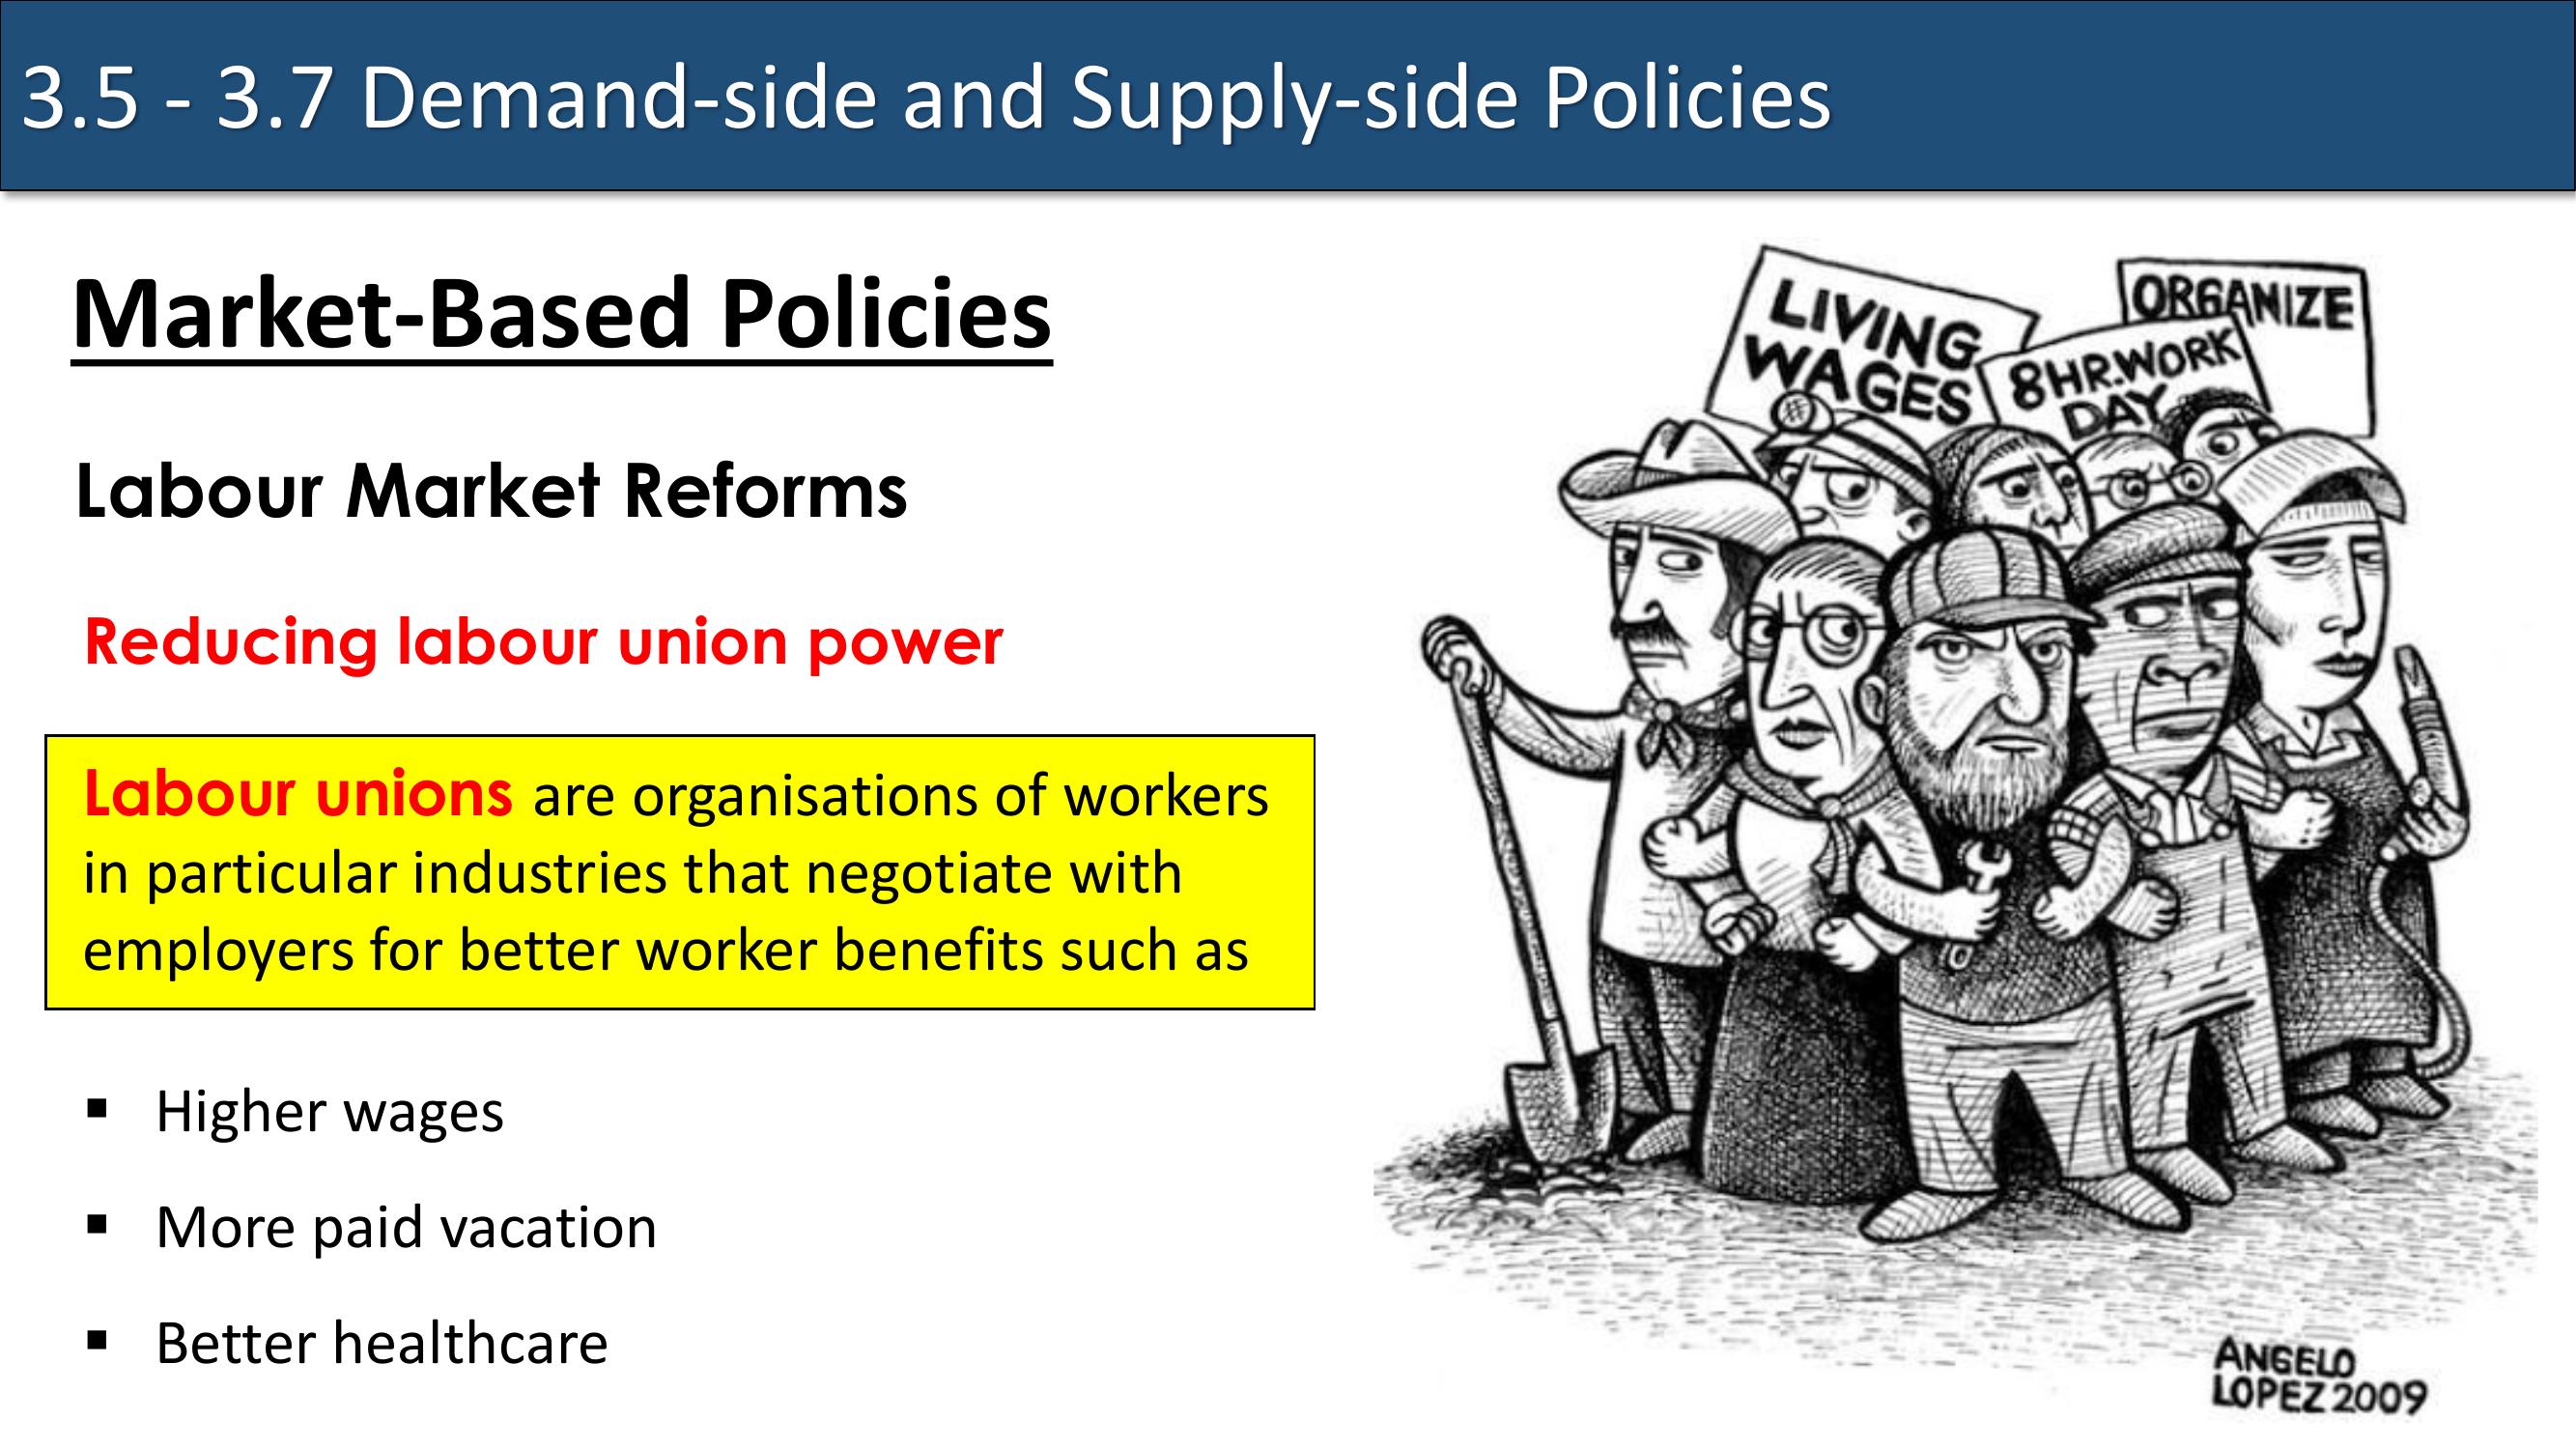 3.5 - 3.7 Demand-side and Supply-side Policies
Market-Based Policies
Labour Market Reforms
Reducing labour union power
Labour unions are organisations of workers
in particular industries that negotiate with
employers for better worker benefits such as
▪ Higher wages
▪ More paid vacation
▪ Better healthcare
LIVING
WAGES
8 HR. WORK
DAY
ORGANIZE
ANGELO
LOPEZ 2009